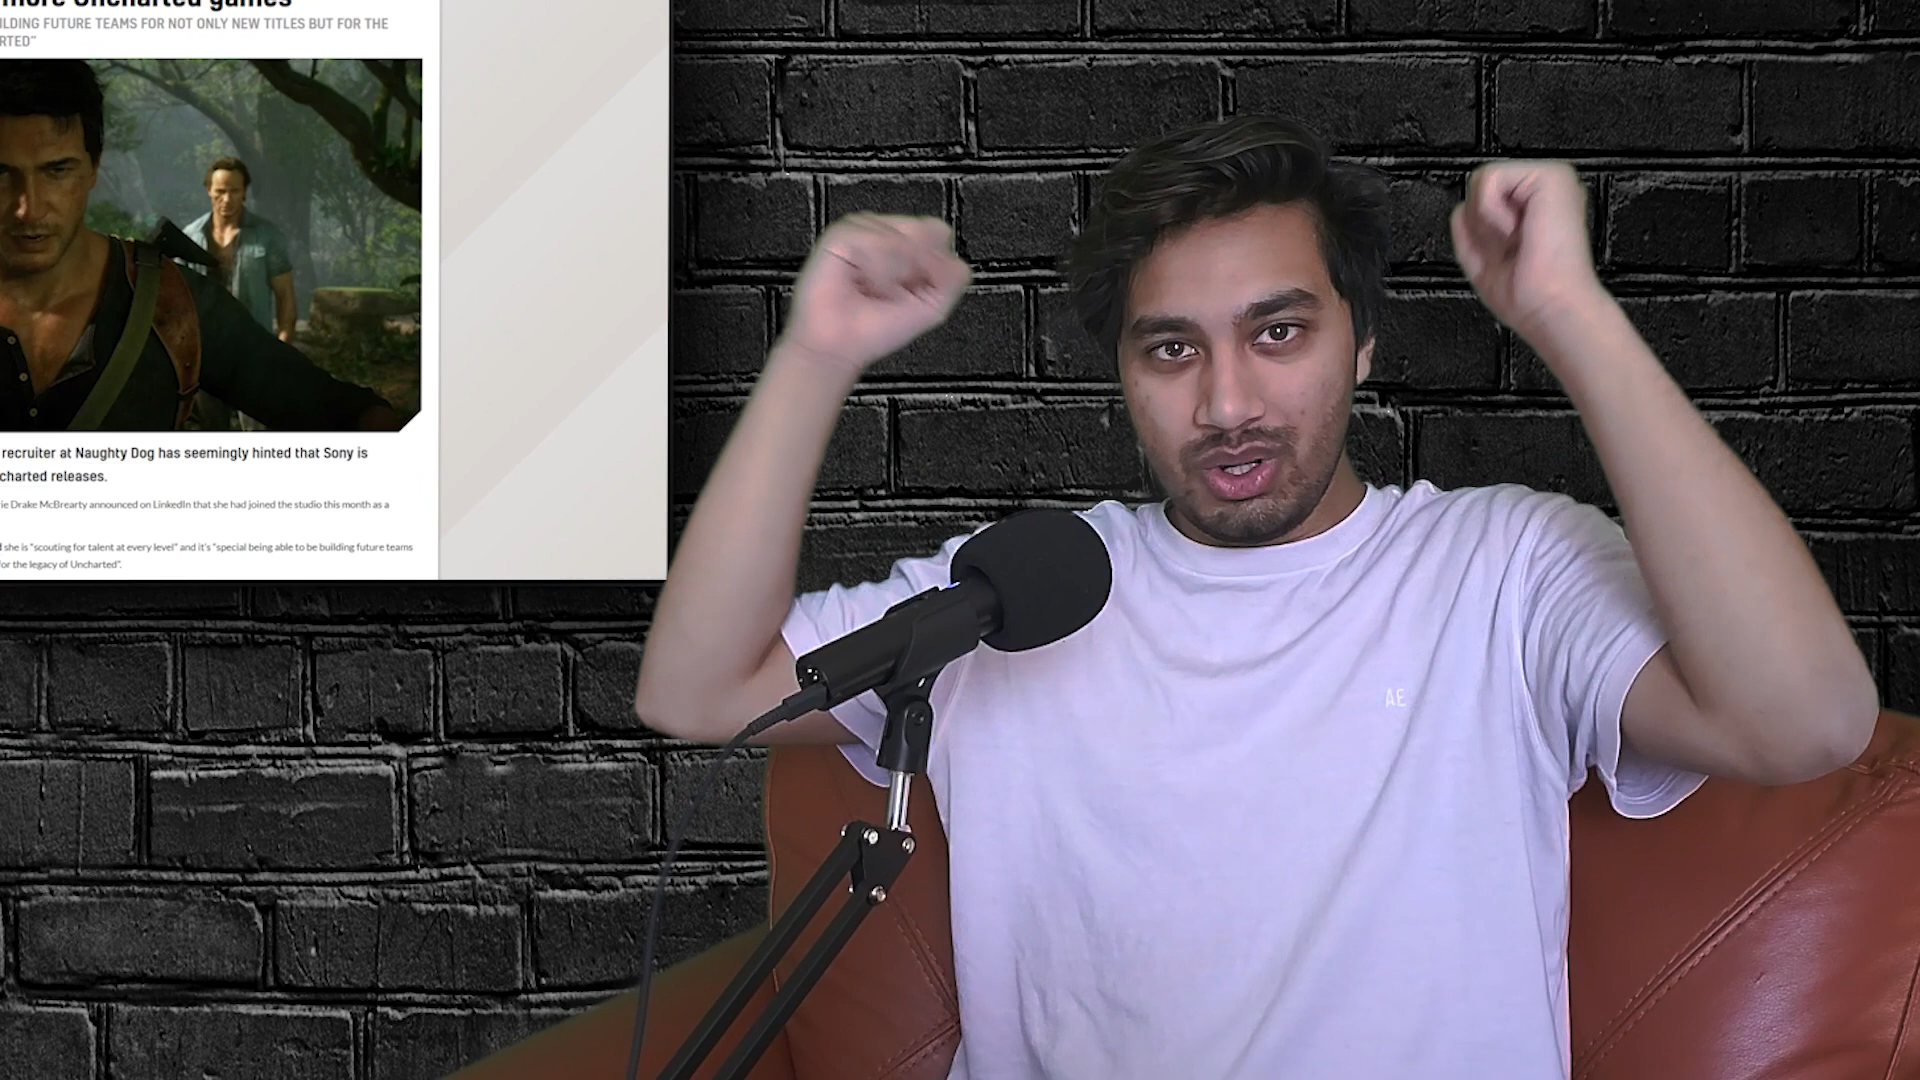 more Uncharted games
ILDING FUTURE TEAMS FOR NOT ONLY NEW TITLES BUT FOR THE
RTED"
recruiter at Naughty Dog has seemingly hinted that Sony is
charted releases.
ie Drake McBrearty announced on LinkedIn that she had joined the studio this month as a
d she is "scouting for talent at every level" and it's "special being able to be building future teams
for the legacy of Uncharted".
AE